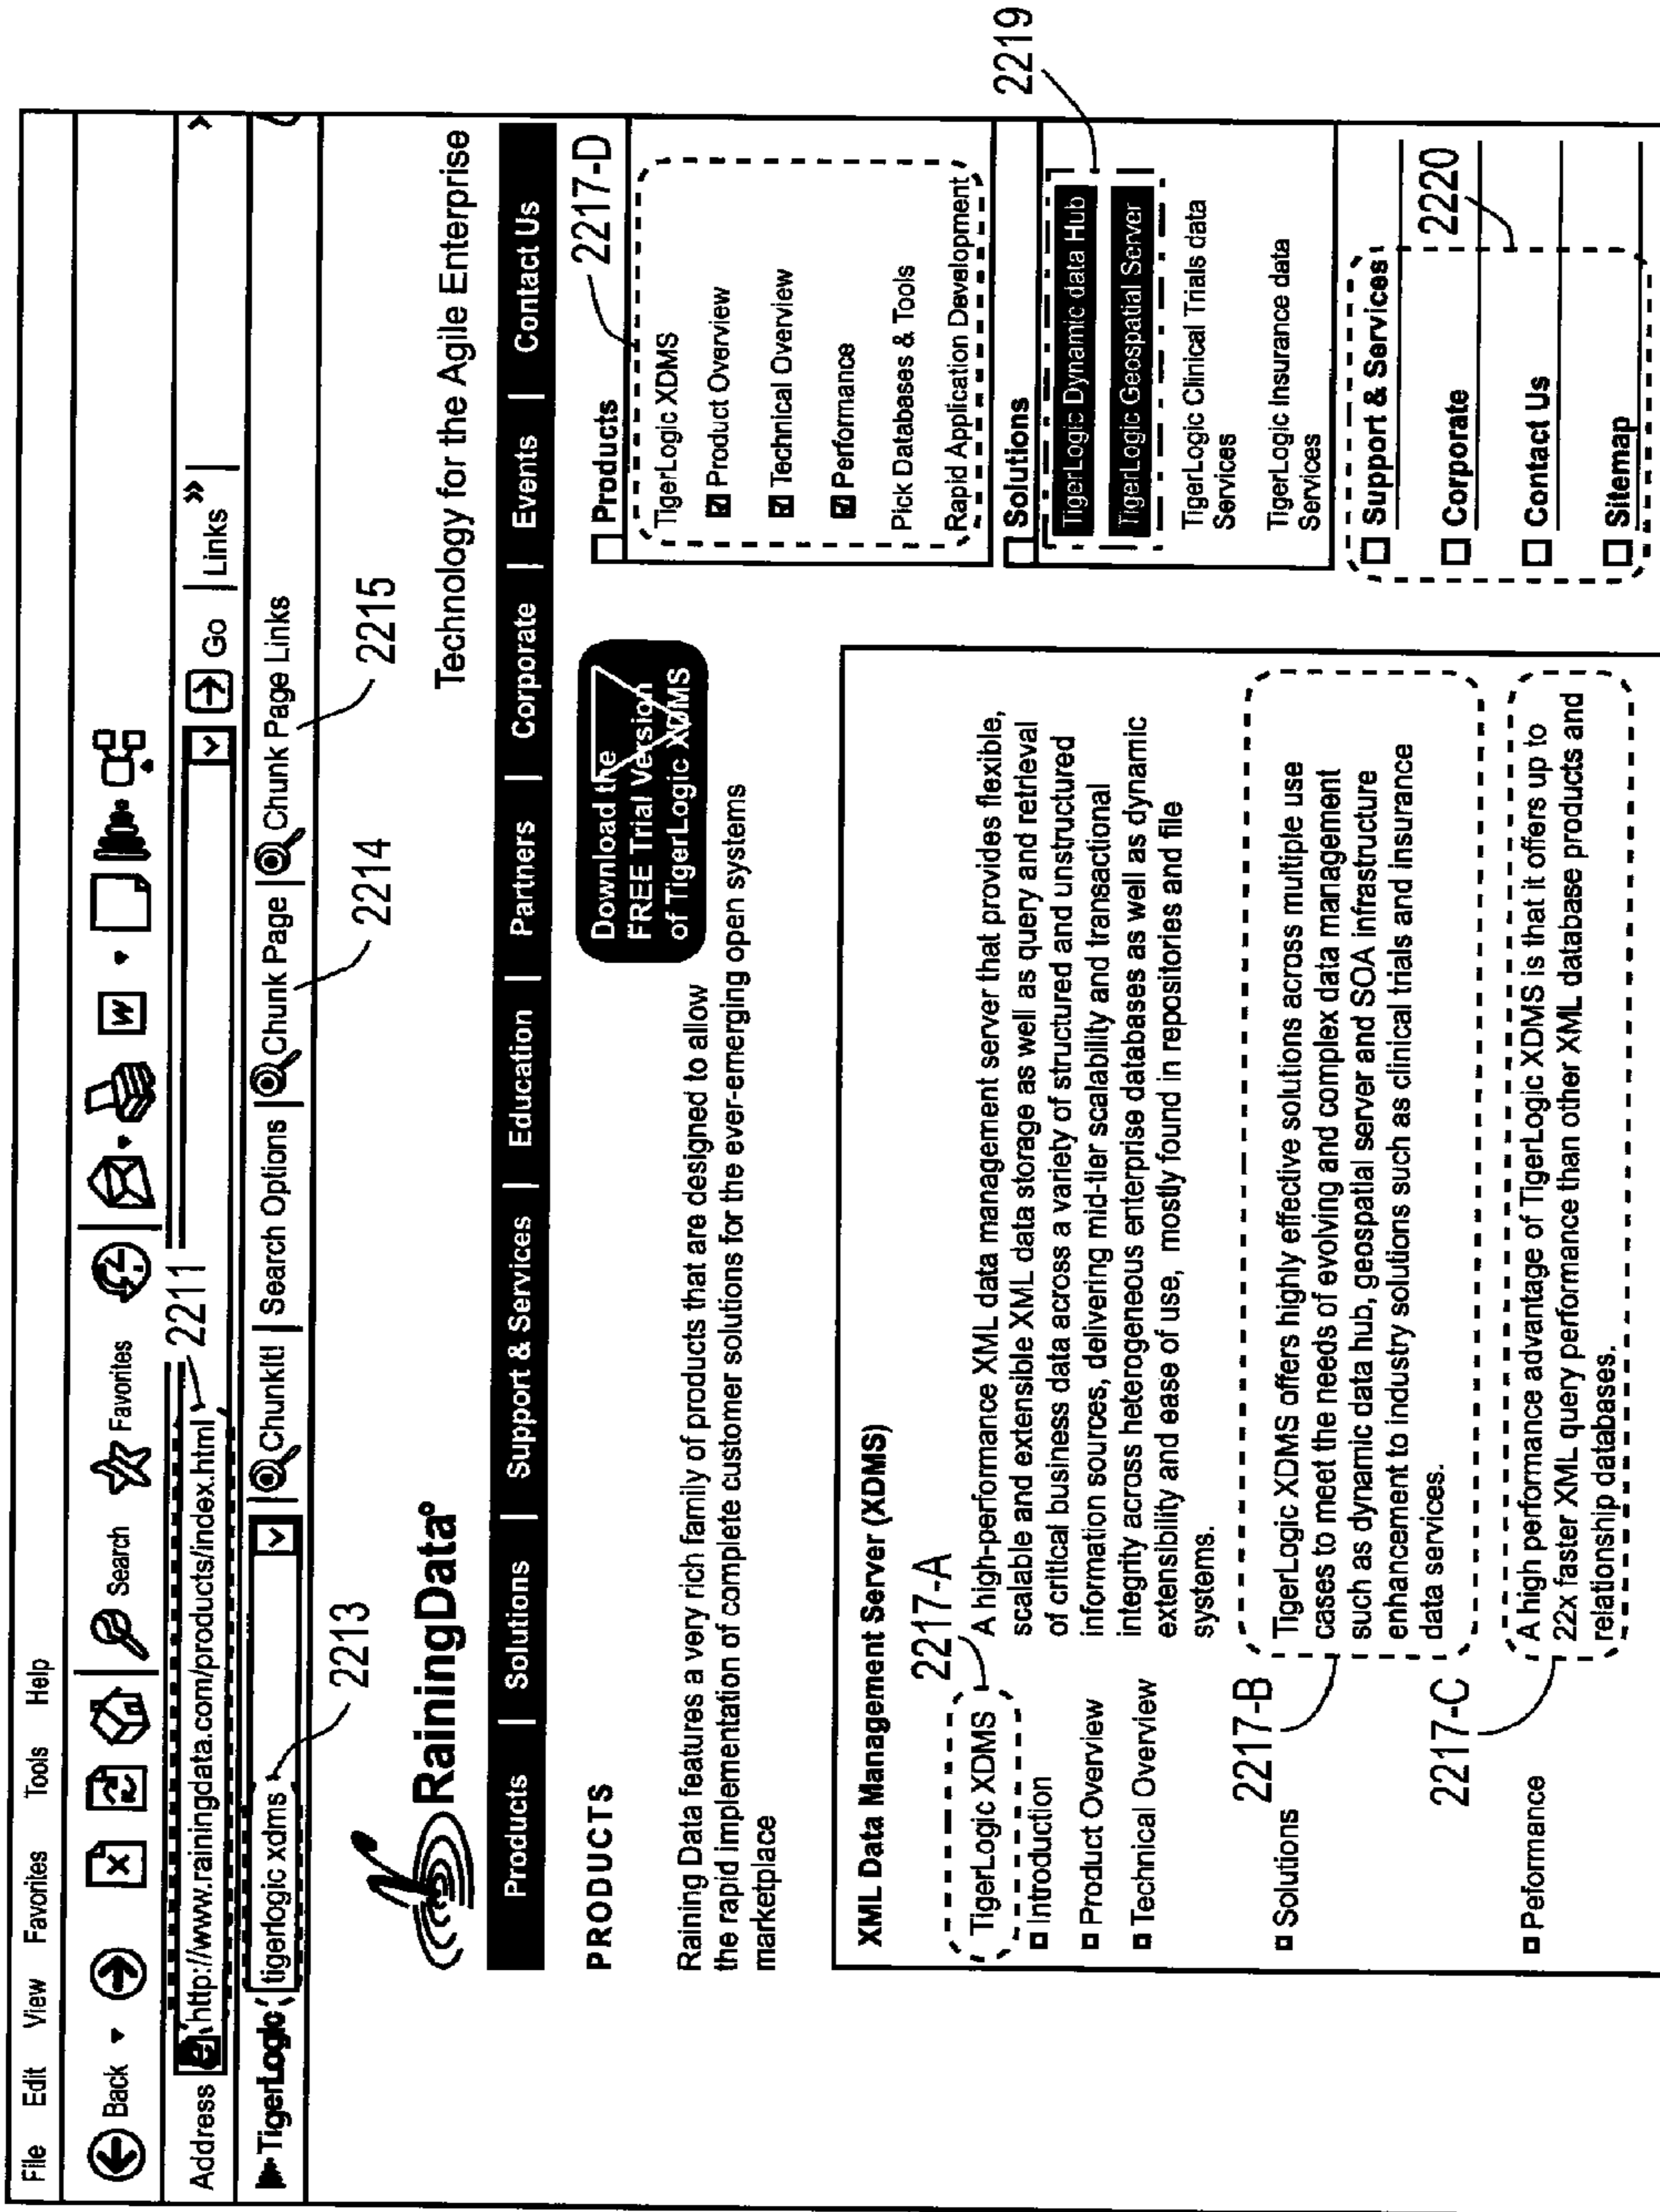 File Edit View Favorites Tools Help
Back Search Favorites W
Address http://www.rainingdata.com/products/index.html 2211 Go Links »
TigerLogic tigerlogic xdms Chunkit! Search Options Chunk Page Chunk Page Links
2213
2214
2215
RainingData®
Technology for the Agile Enterprise
Products | Solutions | Support & Services | Education | Partners | Corporate | Events | Contact Us
PRODUCTS
Raining Data features a very rich family of products that are designed to allow
the rapid implementation of complete customer solutions for the ever-emerging open systems
marketplace
Download the
FREE Trial Version
of TigerLogic XDMS
XML Data Management Server (XDMS)
2217-A
TigerLogic XDMS
Introduction
Product Overview
Technical Overview
A high-performance XML data management server that provides flexible,
scalable and extensible XML data storage as well as query and retrieval
of critical business data across a variety of structured and unstructured
information sources, delivering mid-tier scalability and transactional
integrity across heterogeneous enterprise databases as well as dynamic
extensibility and ease of use, mostly found in repositories and file
systems.
2217-B
Solutions
TigerLogic XDMS offers highly effective solutions across multiple use
cases to meet the needs of evolving and complex data management
such as dynamic data hub, geospatial server and SOA infrastructure
enhancement to industry solutions such as clinical trials and insurance
data services.
2217-C
Peformance
A high performance advantage of TigerLogic XDMS is that it offers up to
22x faster XML query performance than other XML database products and
relationship databases.
Products
2217-D
TigerLogic XDMS
Product Overview
Technical Overview
Performance
Pick Databases & Tools
Rapid Application Development
Solutions
2219
TigerLogic Dynamic data Hub
TigerLogic Geospatial Server
TigerLogic Clinical Trials data
Services
TigerLogic Insurance data
Services
Support & Services
2220
Corporate
Contact Us
Sitemap